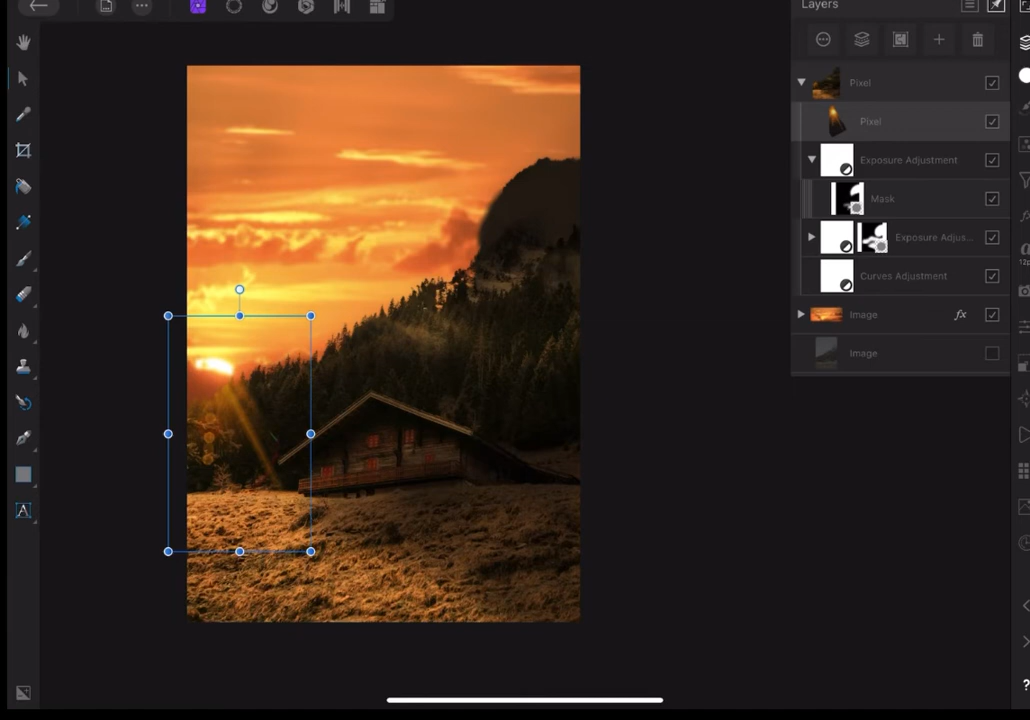 Layers
Pixel
Pixel
Exposure Adjustment
Mask
Exposure Adjus...
Curves Adjustment
Image
fx
Image
A
?